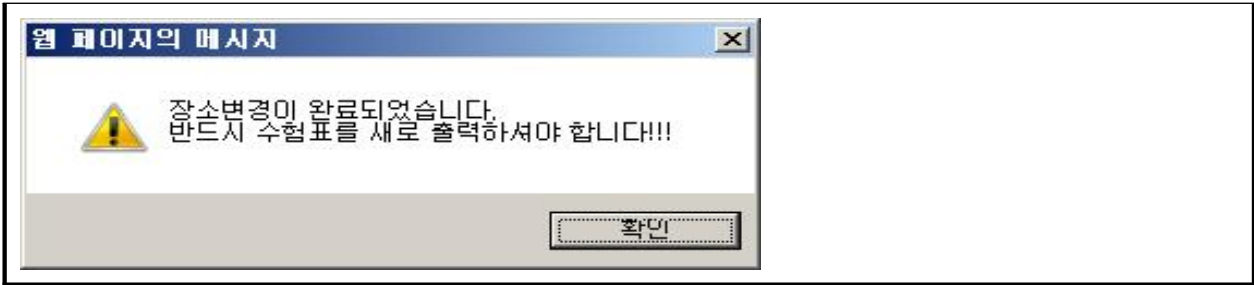 웹 페이지의 메시지
장소변경이 완료되었습니다.
반드시 수험표를 새로 출력하셔야 합니다!!!
확인